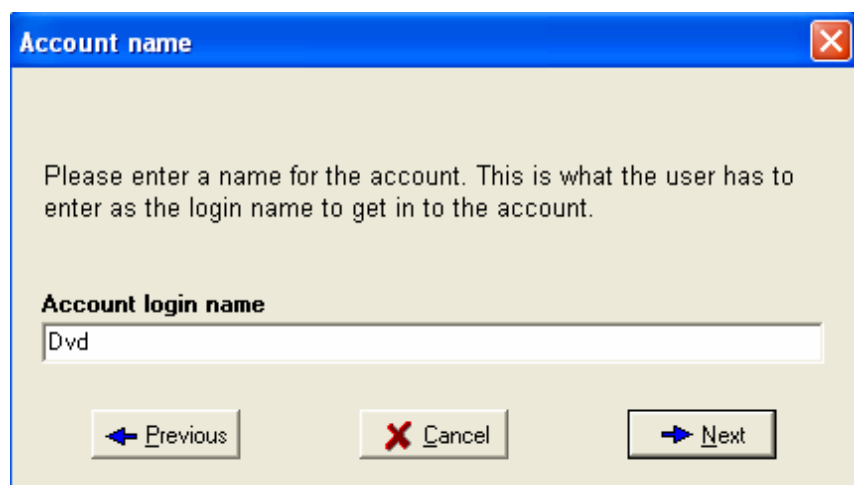 Account name
Please enter a name for the account. This is what the user has to
enter as the login name to get in to the account.
Account login name
Dvd
Previous
Cancel
Next